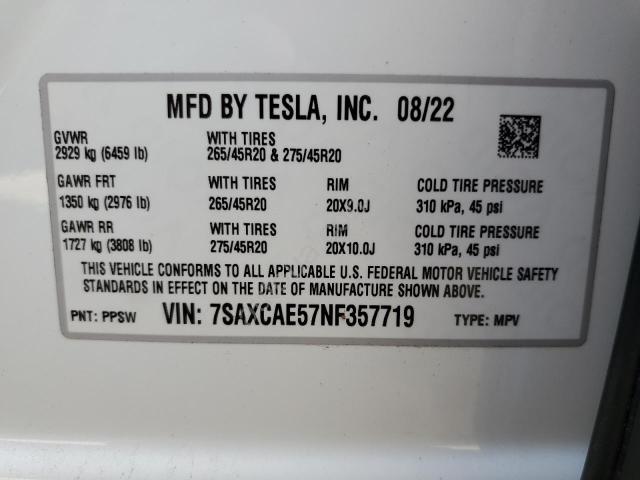 MFD BY TESLA, INC. 08/22
GVWR WITH TIRES
2929 kg (6459 lb) 265/45R20 & 275/45R20
GAWR FRT WITH TIRES RIM COLD TIRE PRESSURE
1350 kg (2976 lb) 265/45R20 20X9.0J 310 kPa, 45 psi
GAWR RR WITH TIRES RIM COLD TIRE PRESSURE
1727 kg (3808 lb) 275/45R20 20X10.0J 310 kPa, 45 psi
THIS VEHICLE CONFORMS TO ALL APPLICABLE U.S. FEDERAL MOTOR VEHICLE SAFETY
STANDARDS IN EFFECT ON THE DATE OF MANUFACTURE SHOWN ABOVE.
PNT: PPSW VIN: 7SAXCAE57NF357719 TYPE: MPV